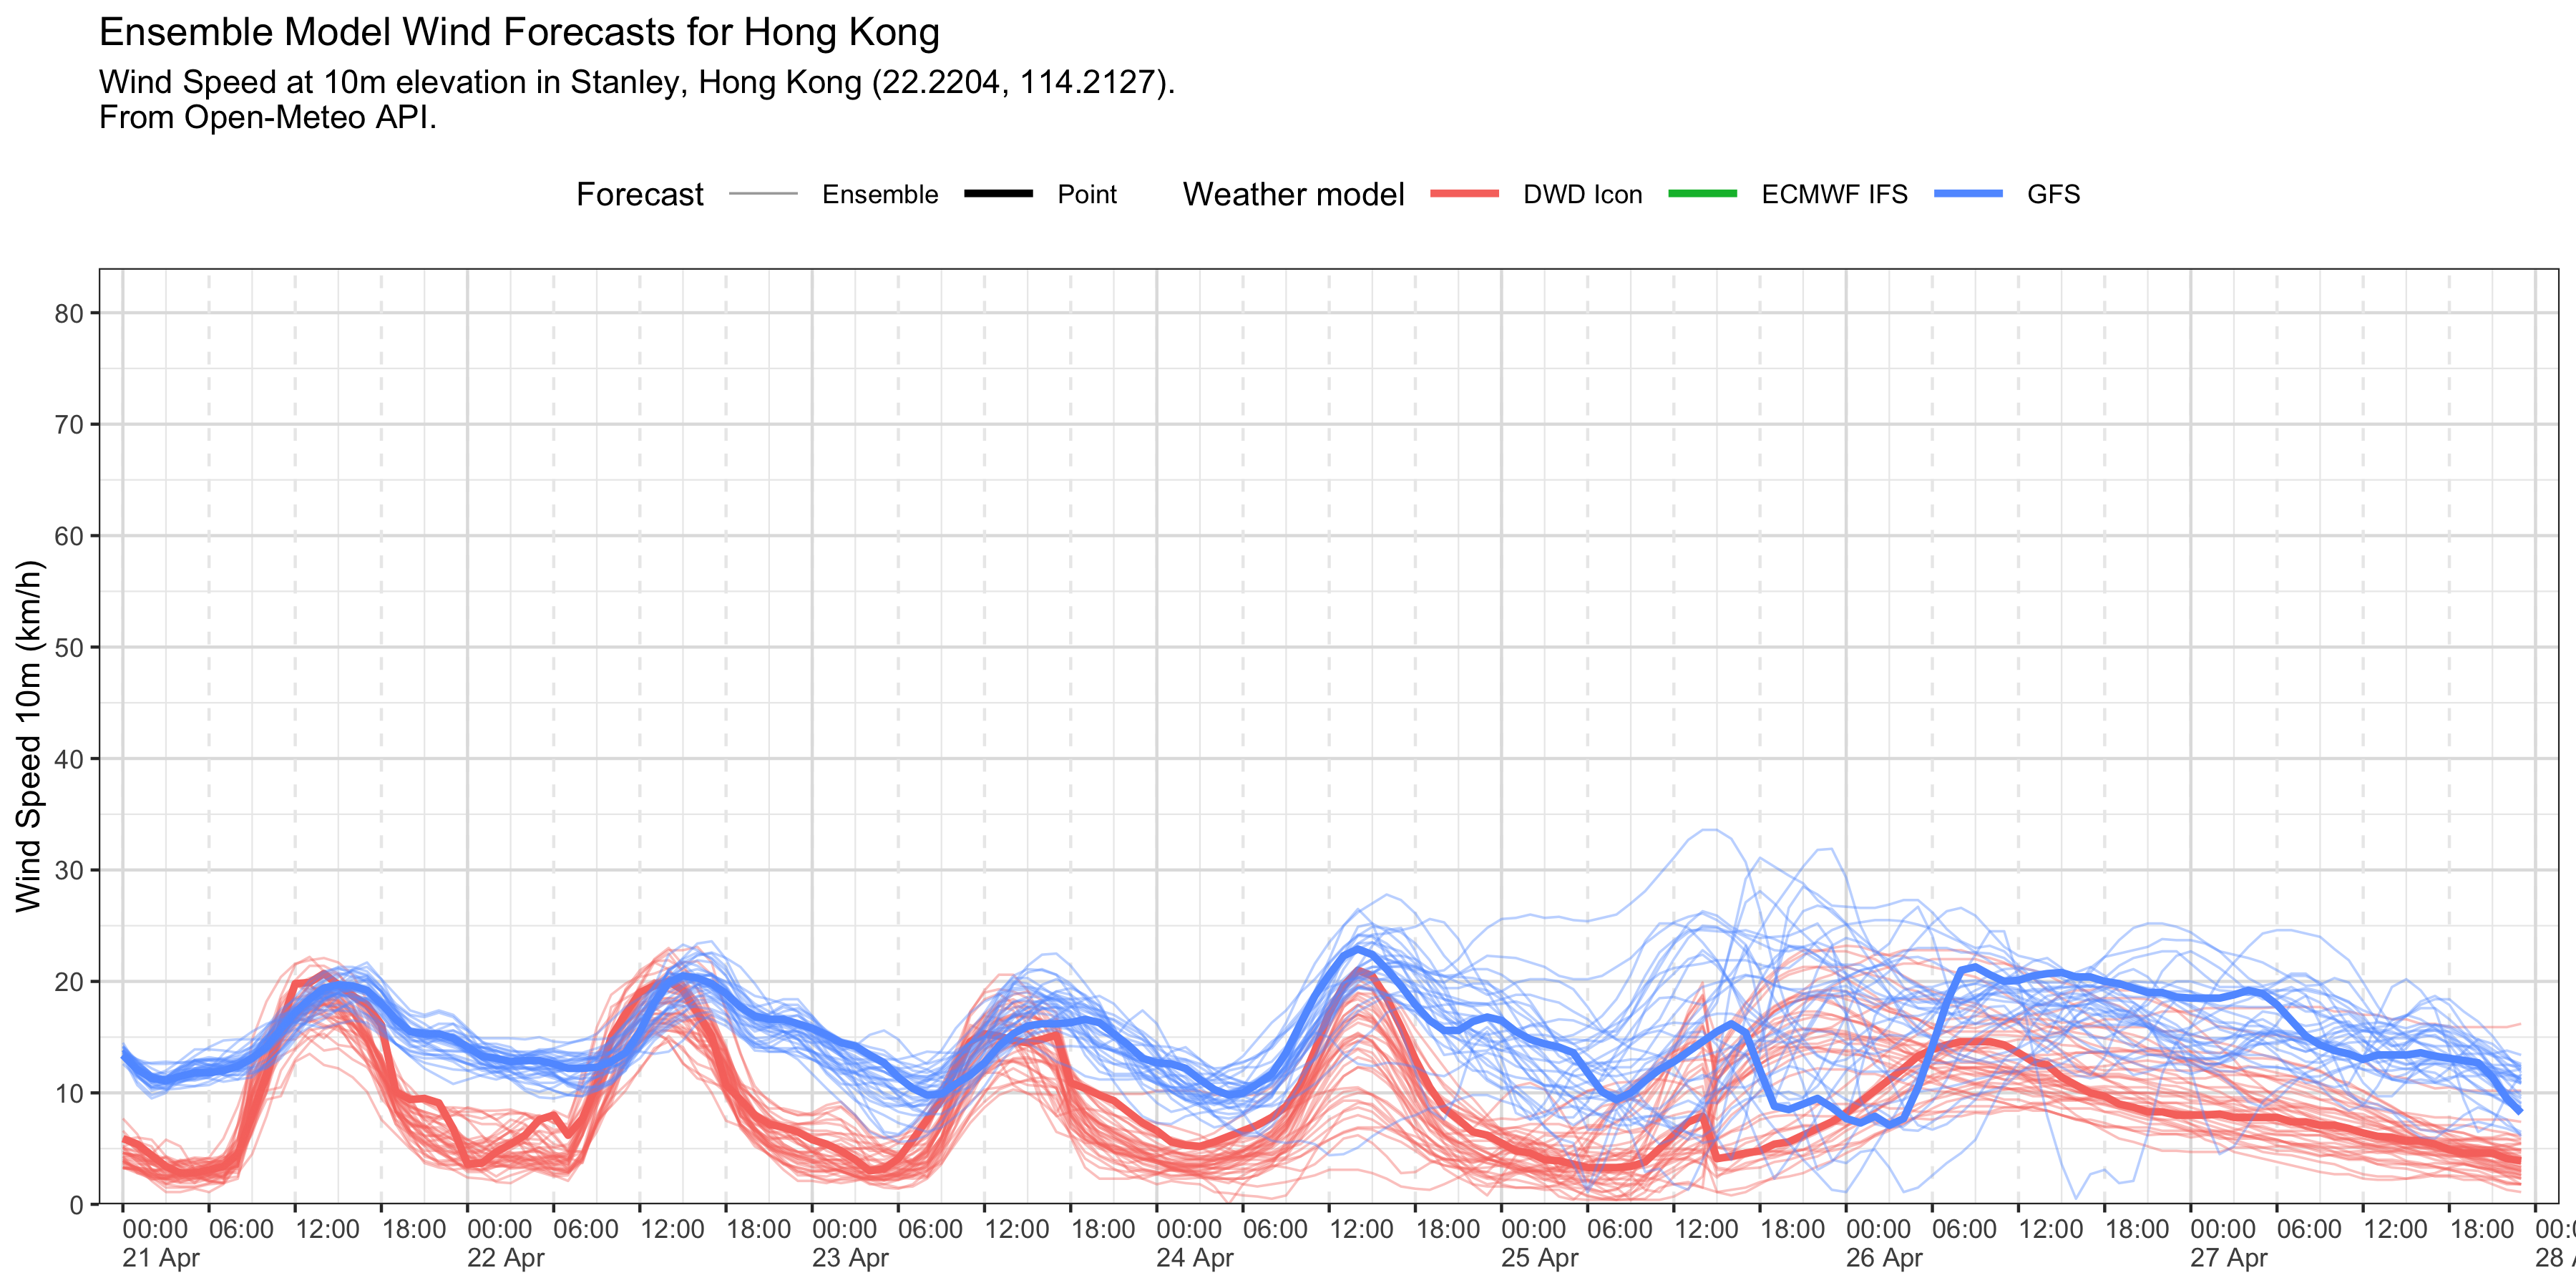 Ensemble Model Wind Forecasts for Hong Kong
Wind Speed at 10m elevation in Stanley, Hong Kong (22.2204, 114.2127).
From Open-Meteo API.
Forecast Ensemble Point Weather model DWD Icon ECMWF IFS GFS
Wind Speed 10m (km/h)
80
70
60
50
40
30
20
10
0
00:00 06:00 12:00 18:00 00:00 06:00 12:00 18:00 00:00 06:00 12:00 18:00 00:00 06:00 12:00 18:00 00:00 06:00 12:00 18:00 00:00 06:00 12:00 18:00 00:00 06:00 12:00 18:00
21 Apr 22 Apr 23 Apr 24 Apr 25 Apr 26 Apr 27 Apr 28